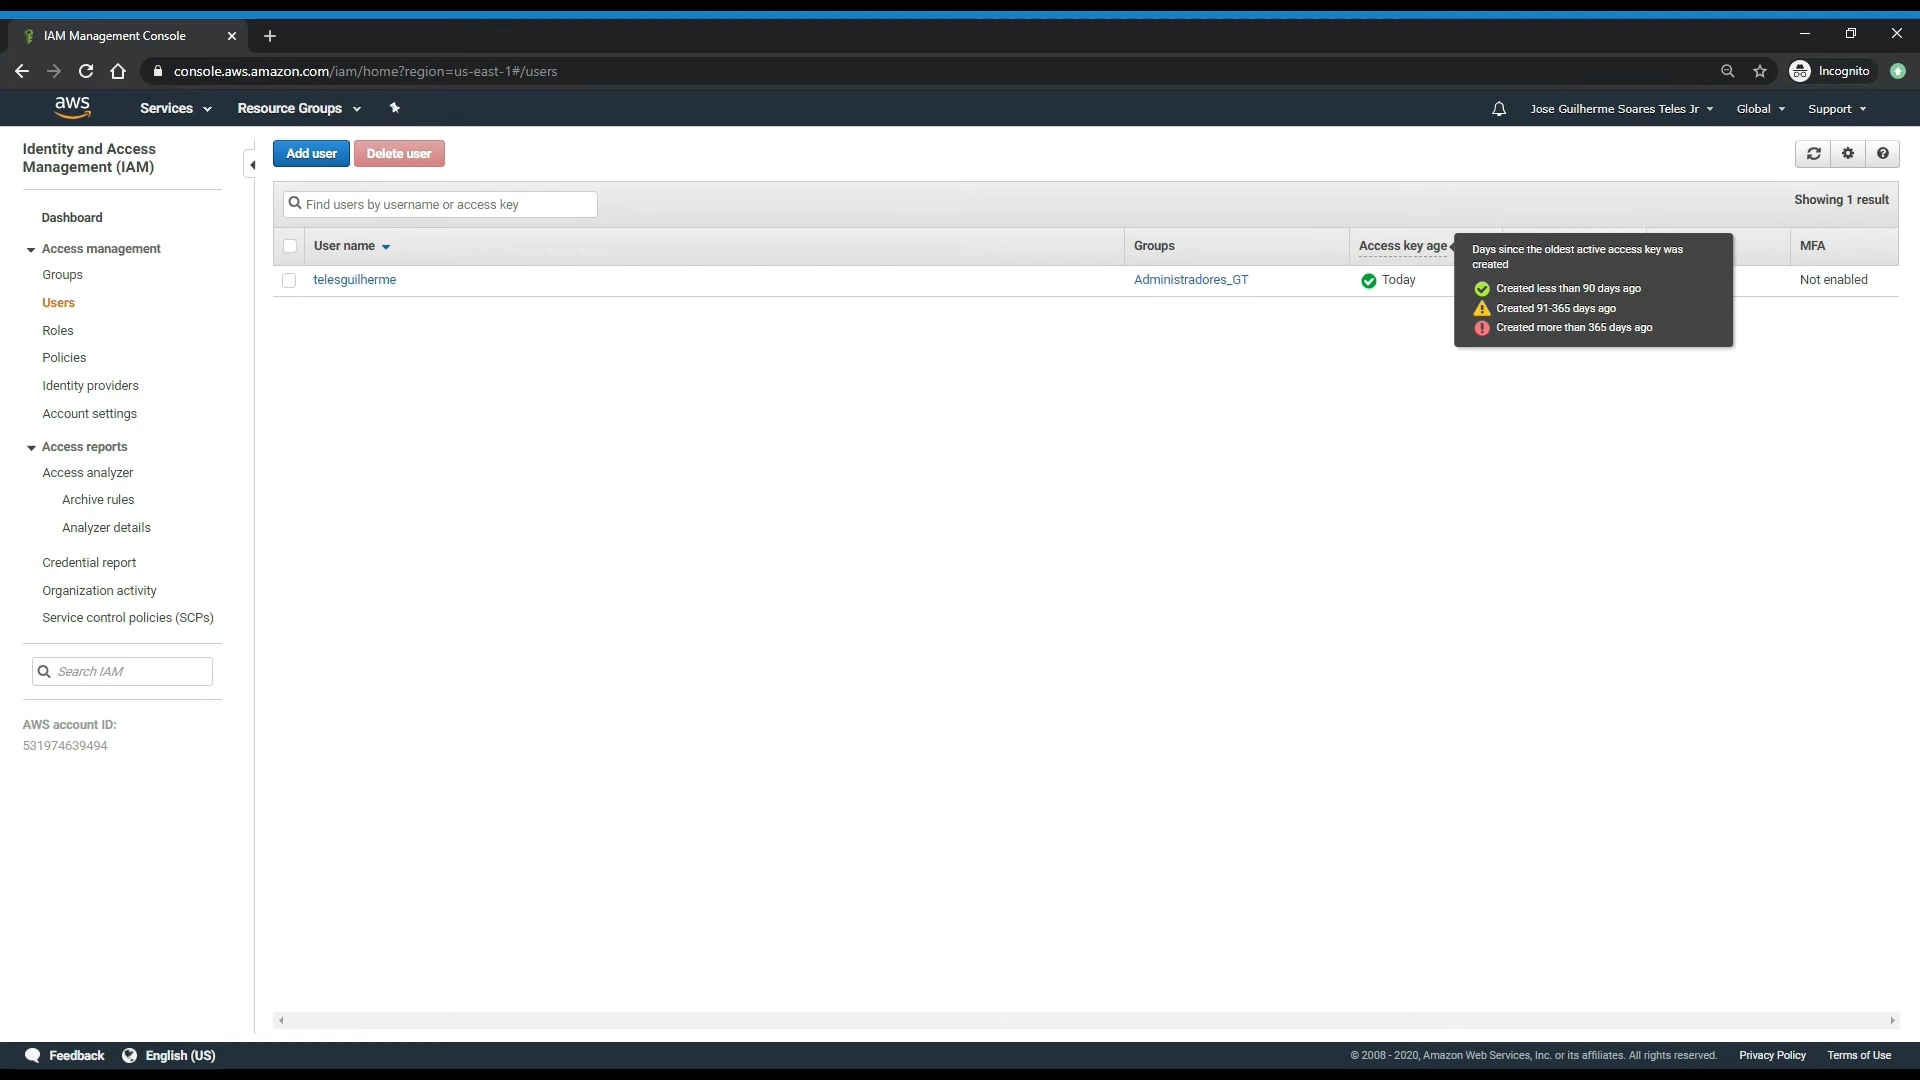 IAM Management Console
console.aws.amazon.com/iam/home?region=us-east-1#/users
Incognito
aws
Services
Resource Groups
Jose Guilherme Soares Teles Jr
Global
Support
Identity and Access
Management (IAM)
Dashboard
Access management
Groups
Users
Roles
Policies
Identity providers
Account settings
Access reports
Access analyzer
Archive rules
Analyzer details
Credential report
Organization activity
Service control policies (SCPs)
Search IAM
AWS account ID:
531974639494
Add user
Delete user
Find users by username or access key
Showing 1 result
User name
Groups
Access key age
MFA
telesguilherme
Administradores_GT
Today
Not enabled
Days since the oldest active access key was
created
Created less than 90 days ago
Created 91-365 days ago
Created more than 365 days ago
Feedback
English (US)
© 2008 - 2020, Amazon Web Services, Inc. or its affiliates. All rights reserved.
Privacy Policy
Terms of Use